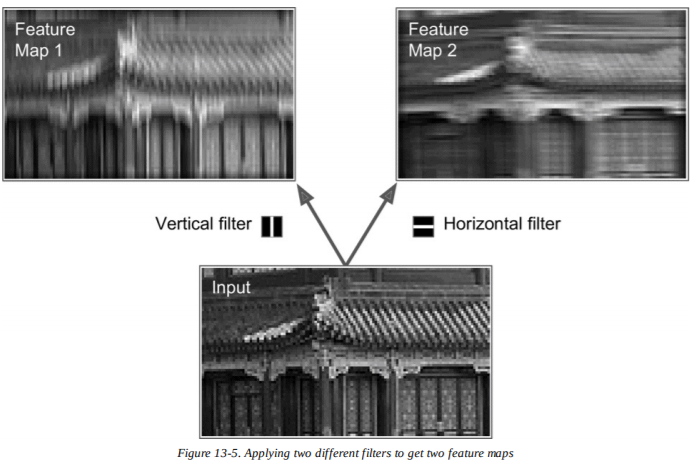 Feature
Map 1
Feature
Map 2
Vertical filter
Horizontal filter
Input
Figure 13-5. Applying two different filters to get two feature maps